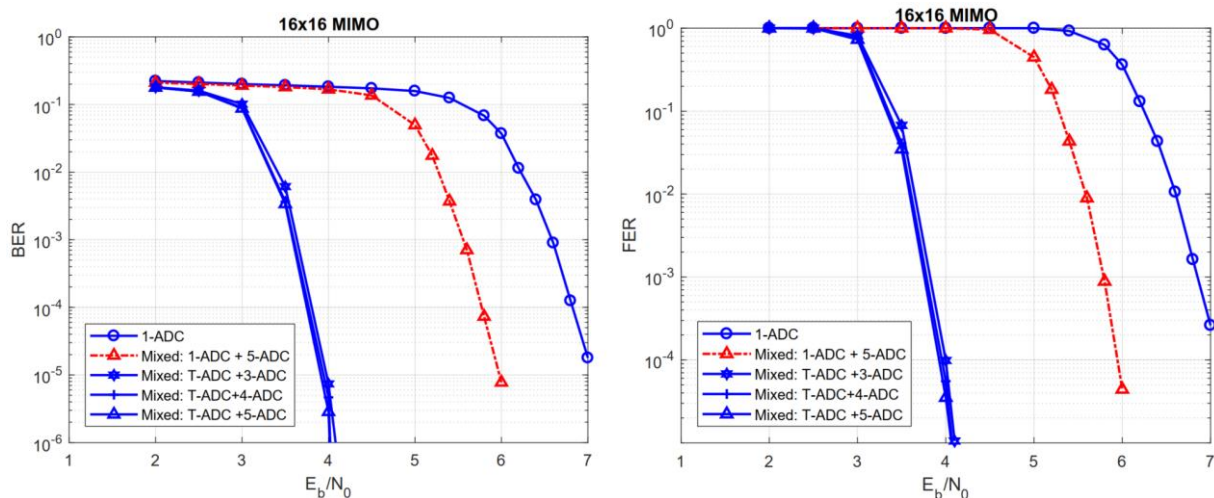 16x16 MIMO
BER
10^0
10^-1
10^-2
10^-3
10^-4
10^-5
10^-6
1-ADC
Mixed: 1-ADC + 5-ADC
Mixed: T-ADC +3-ADC
Mixed: T-ADC+4-ADC
Mixed: T-ADC +5-ADC
1 2 3 4 5 6 7
E_b/N_0
16x16 MIMO
FER
10^0
10^-1
10^-2
10^-3
10^-4
1-ADC
Mixed: 1-ADC + 5-ADC
Mixed: T-ADC +3-ADC
Mixed: T-ADC+4-ADC
Mixed: T-ADC +5-ADC
1 2 3 4 5 6 7
E_b/N_0